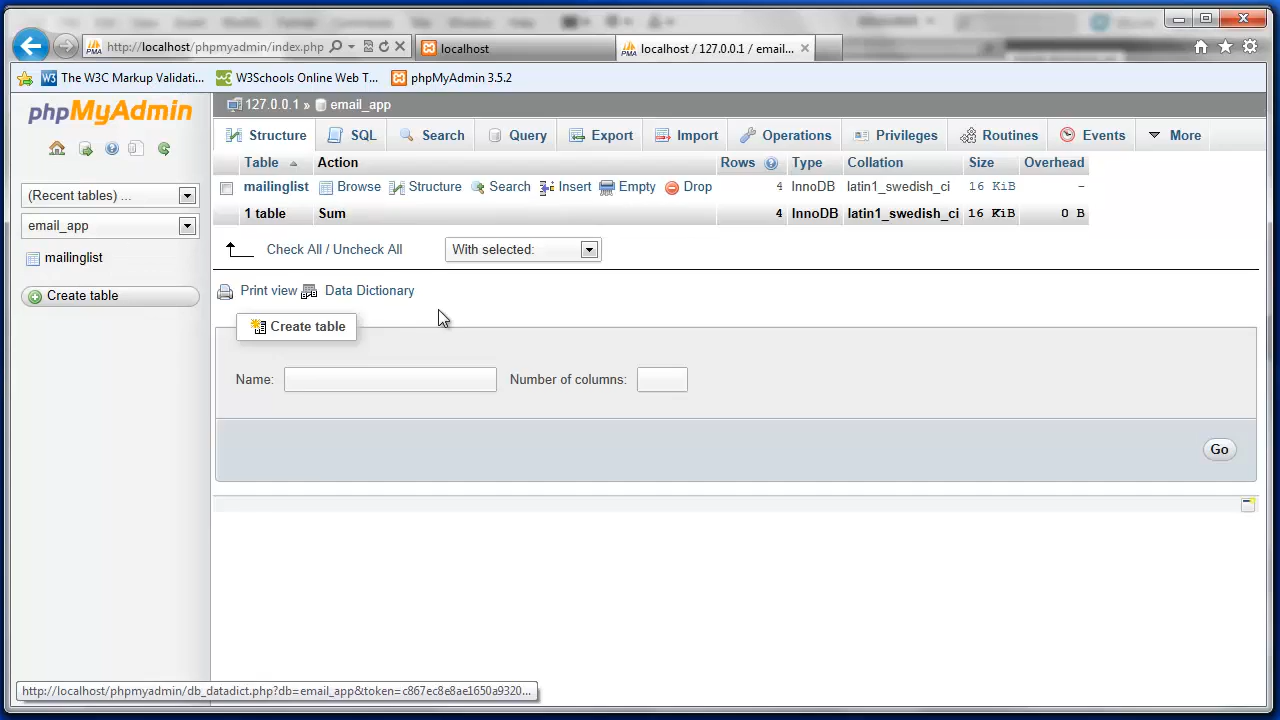 http://localhost/phpmyadmin/index.php
localhost
localhost / 127.0.0.1 / email...
The W3C Markup Validati...
W3Schools Online Web T...
phpMyAdmin 3.5.2
phpMyAdmin
127.0.0.1 » email_app
Structure
SQL
Search
Query
Export
Import
Operations
Privileges
Routines
Events
More
(Recent tables) ...
email_app
mailinglist
Create table
Table Action Rows Type Collation Size Overhead
mailinglist Browse Structure Search Insert Empty Drop 4 InnoDB latin1_swedish_ci 16 KiB -
1 table Sum 4 InnoDB latin1_swedish_ci 16 KiB 0 B
Check All / Uncheck All With selected:
Print view Data Dictionary
Create table
Name: Number of columns:
Go
http://localhost/phpmyadmin/db_datadict.php?db=email_app&token=c867ec8e8ae1650a9320...